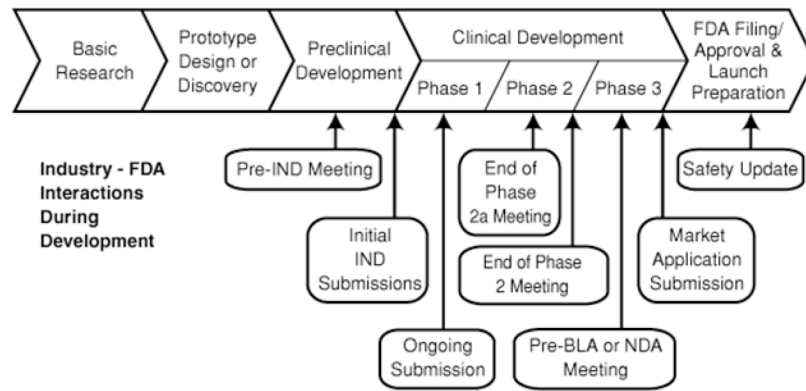 Basic
Research
Prototype
Design or
Discovery
Preclinical
Development
Clinical Development
Phase 1
Phase 2
Phase 3
FDA Filing/
Approval &
Launch
Preparation
Industry - FDA
Interactions
During
Development
Pre-IND Meeting
Initial
IND
Submissions
Ongoing
Submission
End of
Phase
2a Meeting
End of Phase
2 Meeting
Pre-BLA or NDA
Meeting
Market
Application
Submission
Safety Update